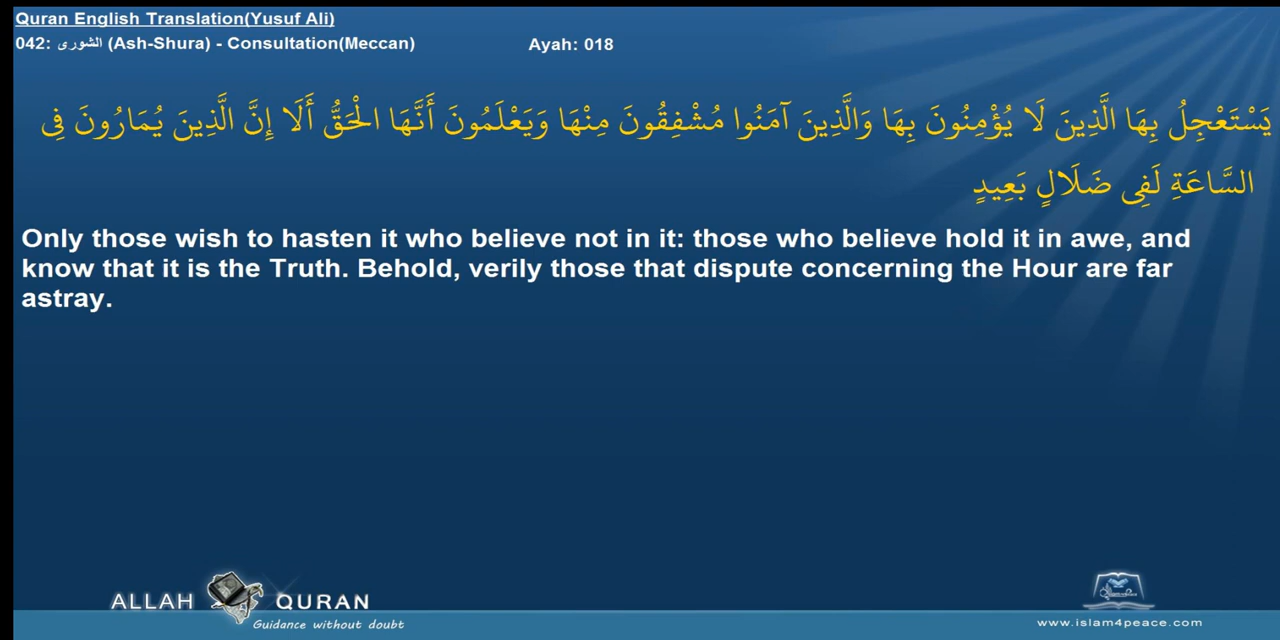 Quran English Translation(Yusuf Ali)
042: الشورى (Ash-Shura) - Consultation(Meccan) Ayah: 018
يَسْتَعْجِلُ بِهَا الَّذِينَ لَا يُؤْمِنُونَ بِهَا وَالَّذِينَ آمَنُوا مُشْفِقُونَ مِنْهَا وَيَعْلَمُونَ أَنَّهَا الْحَقُّ أَلَا إِنَّ الَّذِينَ يُمَارُونَ فِى
السَّاعَةِ لَفِى ضَلَالٍ بَعِيدٍ
Only those wish to hasten it who believe not in it: those who believe hold it in awe, and
know that it is the Truth. Behold, verily those that dispute concerning the Hour are far
astray.
ALLAH QURAN
Guidance without doubt
www.islam4peace.com